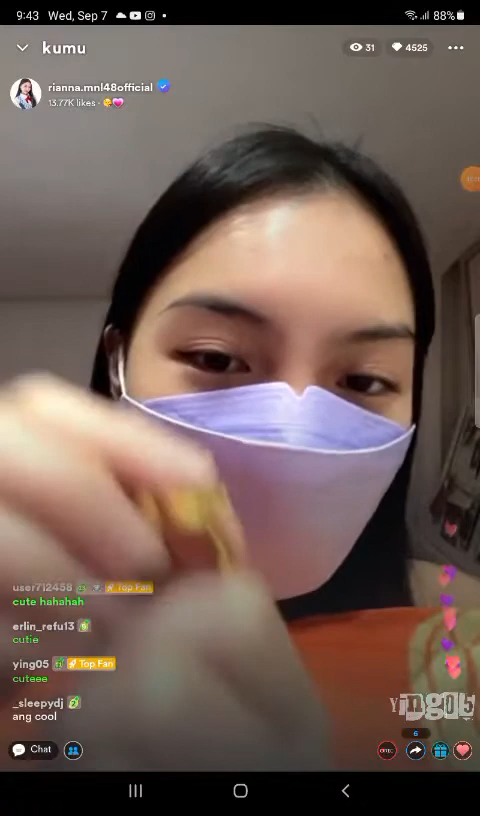 9:43 Wed, Sep 7 88%
kumu 31 4525
rianna.mnl48official
13.77K likes
user712458 Top Fan
cute hahahah
erlin_refu13
cutie
ying05 Top Fan
cuteee
_sleepydj
ang cool
Ying05
6
Chat